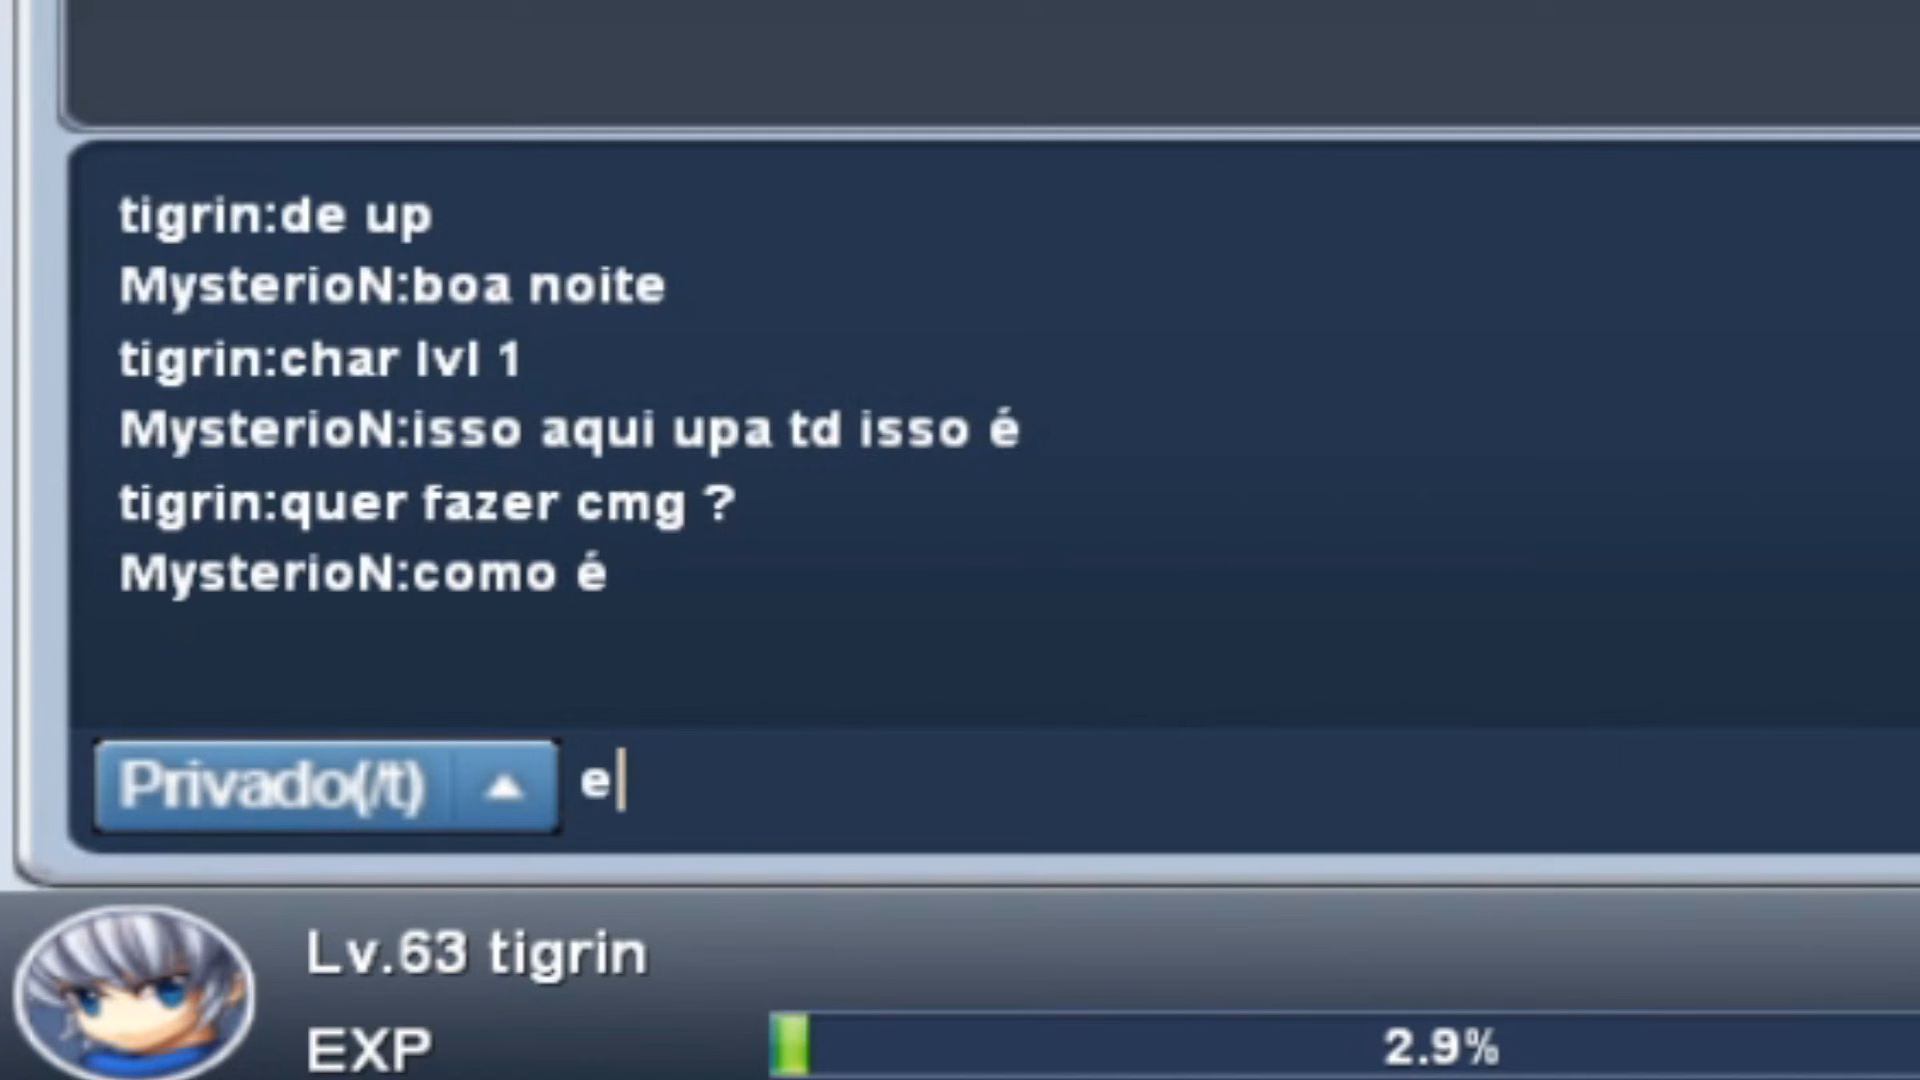 tigrin:de up
MysterioN:boa noite
tigrin:char lvl 1
MysterioN:isso aqui upa td isso é
tigrin:quer fazer cmg ?
MysterioN:como é
Privado(/t) e
Lv.63 tigrin
EXP 2.9%